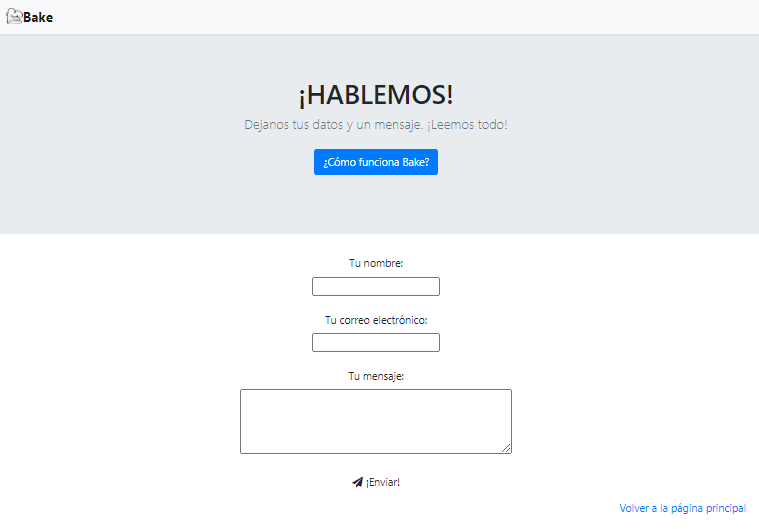 Bake
¡HABLEMOS!
Dejanos tus datos y un mensaje. ¡Leemos todo!
¿Cómo funciona Bake?
Tu nombre:
Tu correo electrónico:
Tu mensaje:
¡Enviar!
Volver a la página principal